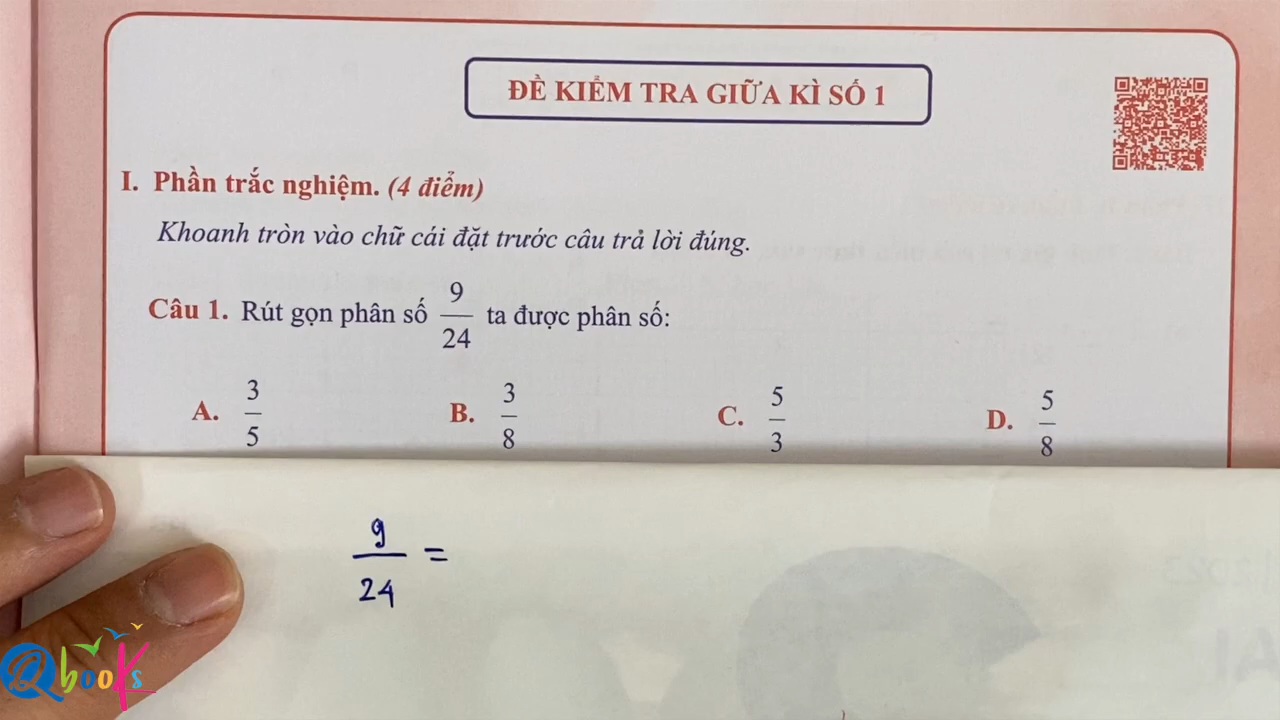 ĐỀ KIỂM TRA GIỮA KÌ SỐ 1
I. Phần trắc nghiệm. (4 điểm)
Khoanh tròn vào chữ cái đặt trước câu trả lời đúng.
Câu 1. Rút gọn phân số 9/24 ta được phân số:
A. 3/5 B. 3/8 C. 5/3 D. 5/8
9/24 =
Qbooks